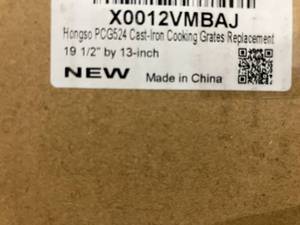 X0012VMBAJ
Hongso PCG524 Cast-Iron Cooking Grates Replacement
19 1/2" by 13-inch
NEW Made in China